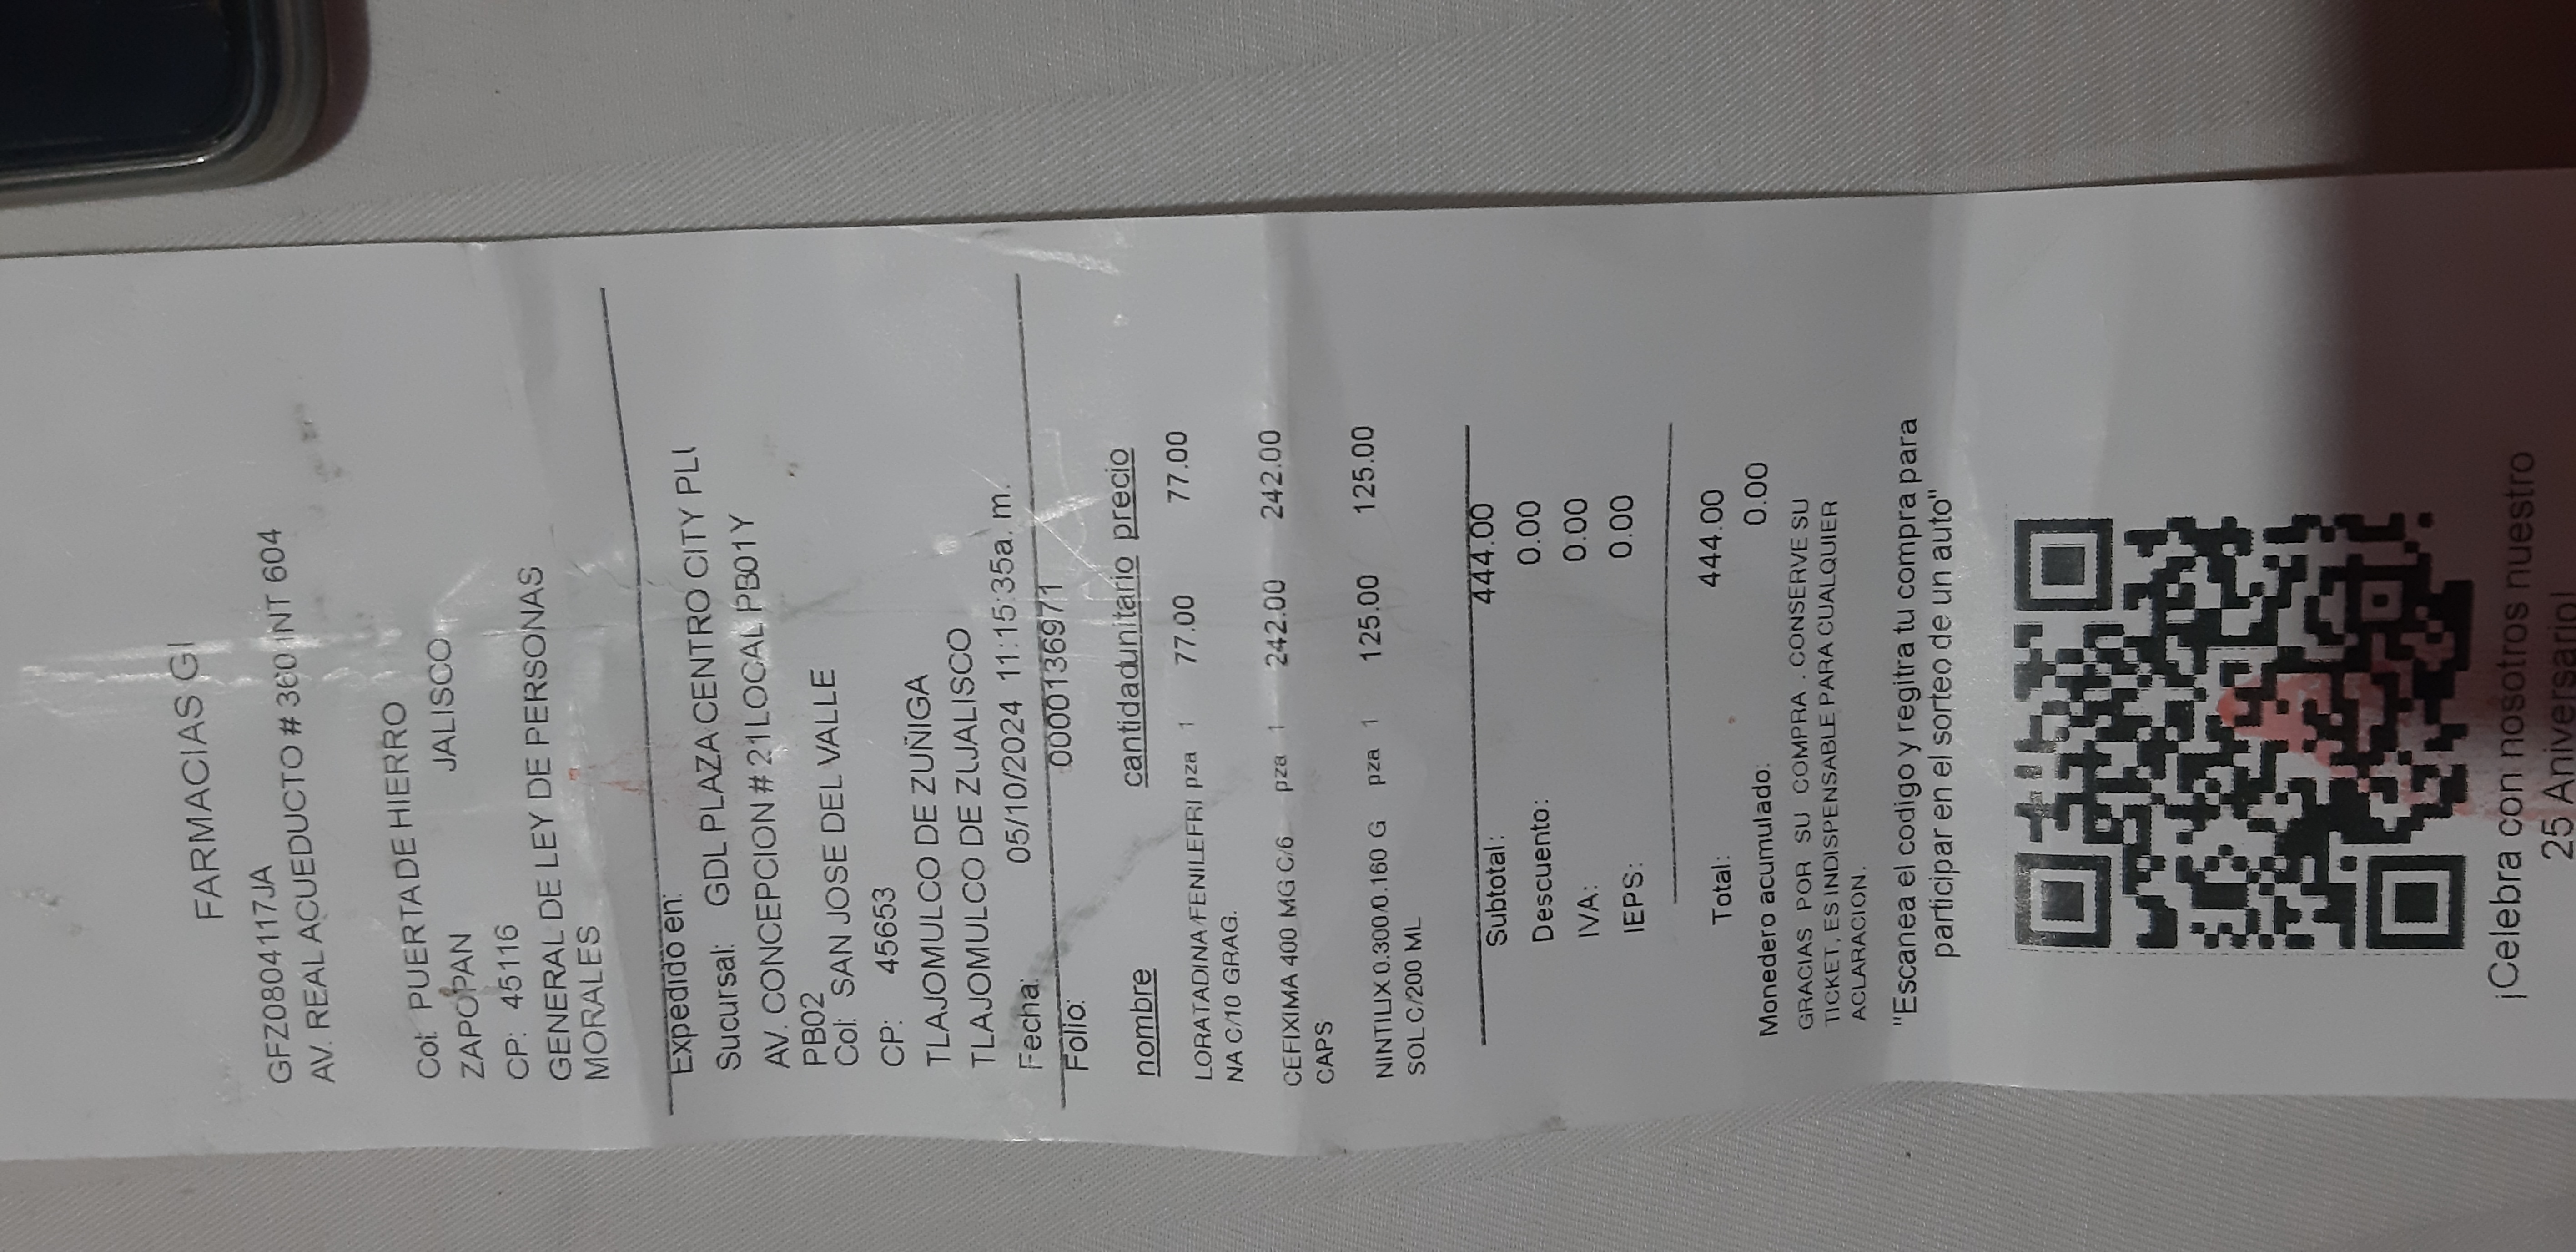 FARMACIAS GI
GFZ0804117JA
AV. REAL ACUEDUCTO # 360 INT 604
Col: PUERTA DE HIERRO
ZAPOPAN JALISCO
CP: 45116
GENERAL DE LEY DE PERSONAS
MORALES
Expedido en:
Sucursal: GDL PLAZA CENTRO CITY PLI
AV. CONCEPCION # 21 LOCAL PB01Y
PB02
Col: SAN JOSE DEL VALLE
CP: 45653
TLAJOMULCO DE ZUÑIGA
TLAJOMULCO DE ZUJALISCO
Fecha: 05/10/2024 11:15:35a. m.
Folio: 0000136971
nombre cantidadunitario precio
LORATADINA/FENILEFRI pza 1 77.00 77.00
NA C/10 GRAG.
CEFIXIMA 400 MG C/6 pza 1 242.00 242.00
CAPS
NINTILIX 0.300/0.160 G pza 1 125.00 125.00
SOL C/200 ML
Subtotal: 444.00
Descuento: 0.00
IVA: 0.00
IEPS: 0.00
Total: 444.00
Monedero acumulado: 0.00
GRACIAS POR SU COMPRA . CONSERVE SU
TICKET, ES INDISPENSABLE PARA CUALQUIER
ACLARACION.
"Escanea el codigo y regitra tu compra para
participar en el sorteo de un auto"
¡Celebra con nosotros nuestro
25 Aniversario!